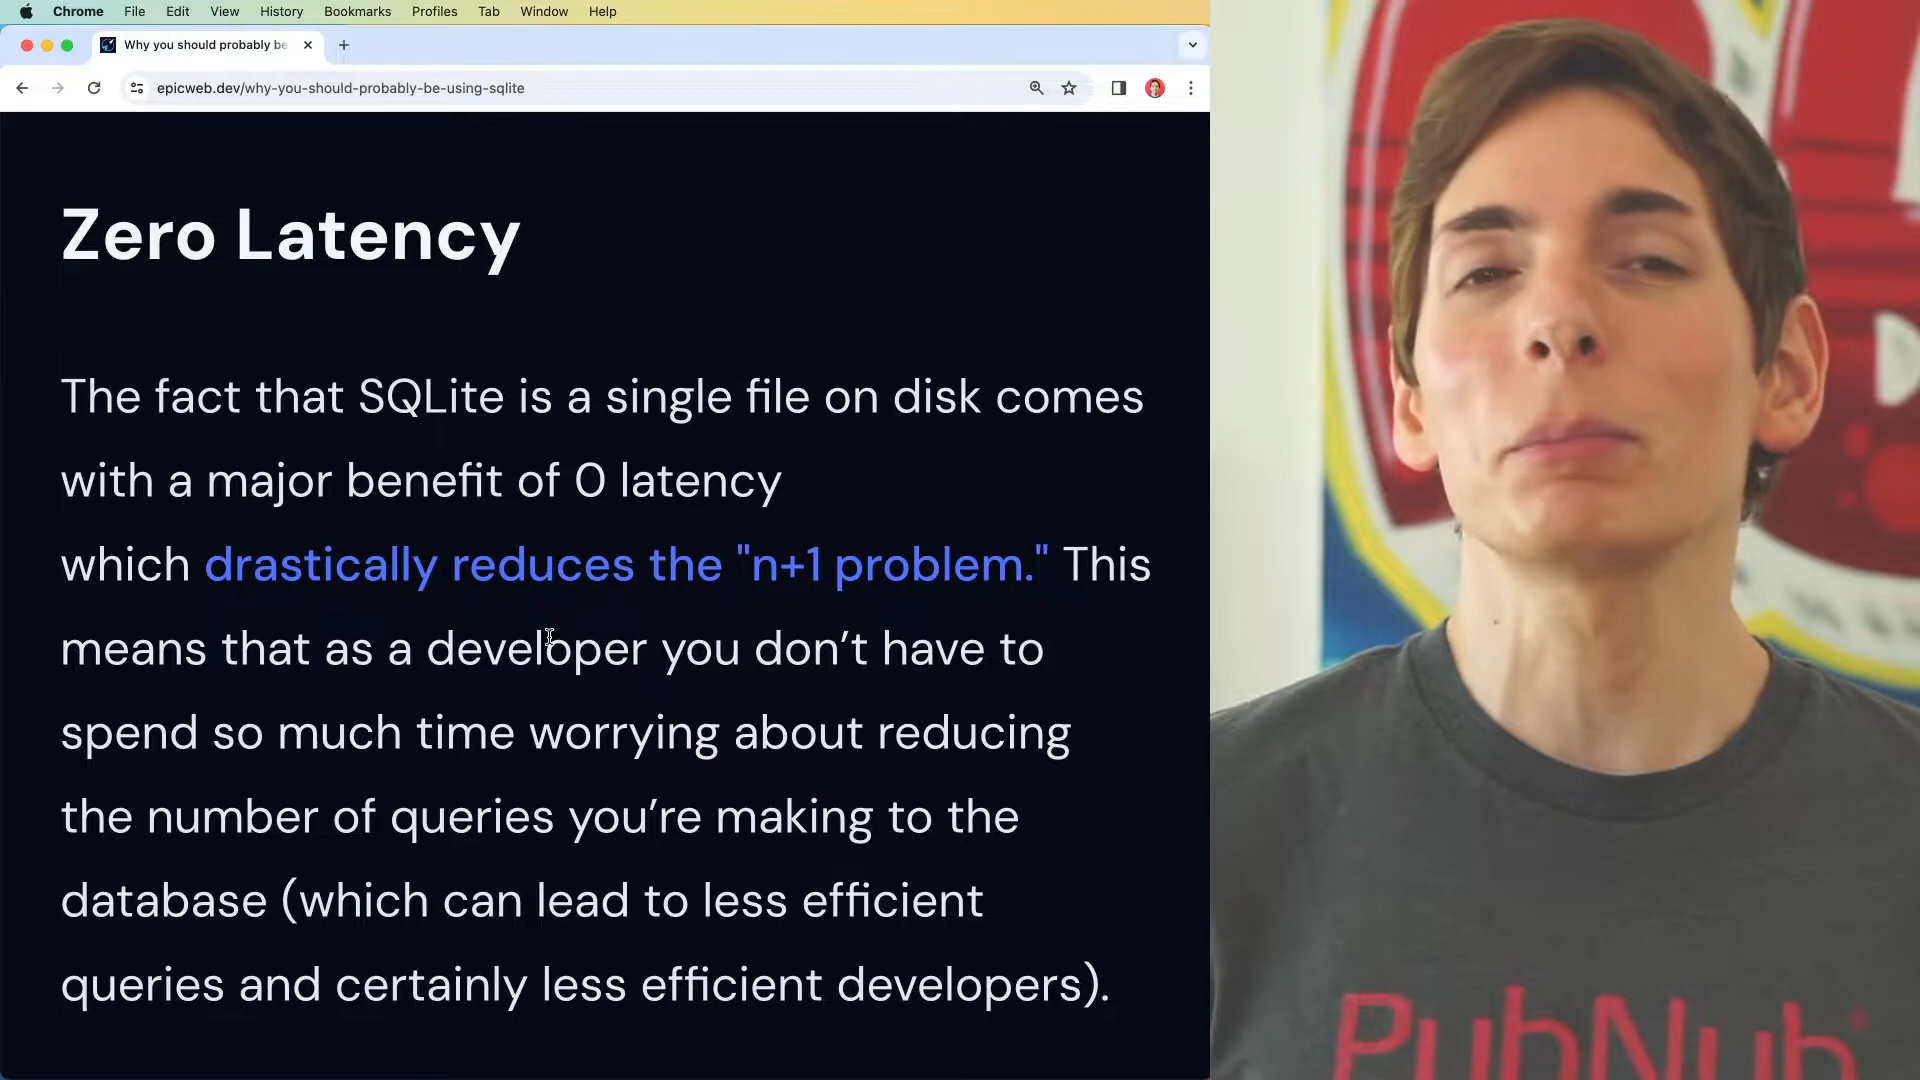 Chrome File Edit View History Bookmarks Profiles Tab Window Help
Why you should probably be
epicweb.dev/why-you-should-probably-be-using-sqlite
Zero Latency
The fact that SQLite is a single file on disk comes
with a major benefit of 0 latency
which drastically reduces the "n+1 problem." This
means that as a developer you don’t have to
spend so much time worrying about reducing
the number of queries you’re making to the
database (which can lead to less efficient
queries and certainly less efficient developers).
PubNub